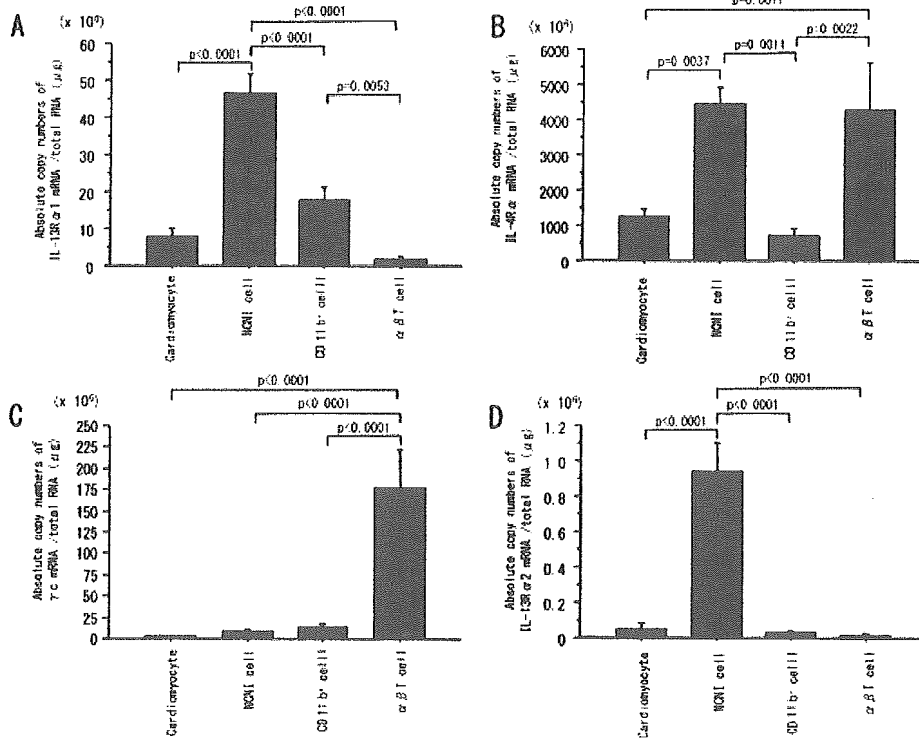 A
(x 10⁶)
p<0.0001
p<0.0001
p<0.0001
p=0.0053
Absolute copy numbers of
IL-13Rα1 mRNA /total RNA (μg)
60
50
40
30
20
10
0
Cardiomyocyte
NCNI cell
CD11b⁺ cell
αβT cell
B
p=0.0011
p=0.0022
p=0.0011
p=0.0037
Absolute copy numbers of
IL-4Rα mRNA /total RNA (μg)
6000
5000
4000
3000
2000
1000
0
Cardiomyocyte
NCNI cell
CD11b⁺ cell
αβT cell
C
p<0.0001
p<0.0001
p<0.0001
Absolute copy numbers of
γc mRNA/total RNA (μg)
250
225
200
175
150
125
100
75
50
25
0
Cardiomyocyte
NCNI cell
CD11b⁺ cell
αβT cell
D
p<0.0001
p<0.0001
p<0.0001
Absolute copy numbers of
IL-13Rα2 mRNA/total RNA (μg)
1.2
1.0
0.8
0.6
0.4
0.2
0
Cardiomyocyte
NCNI cell
CD11b⁺ cell
αβT cell